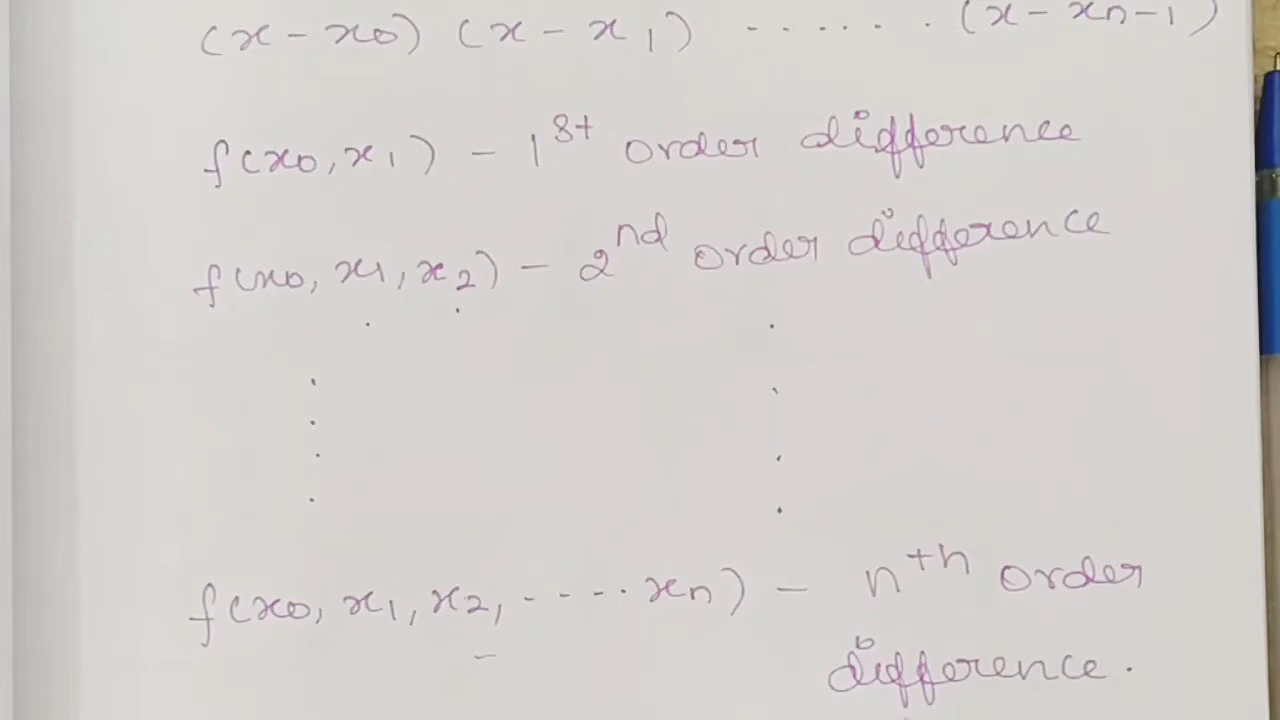 (x - x0) (x - x1) ....... (x - xn-1)
f(x0, x1) - 1st order difference
f(x0, x1, x2) - 2nd order difference
f(x0, x1, x2, ----- xn) - nth order
difference.